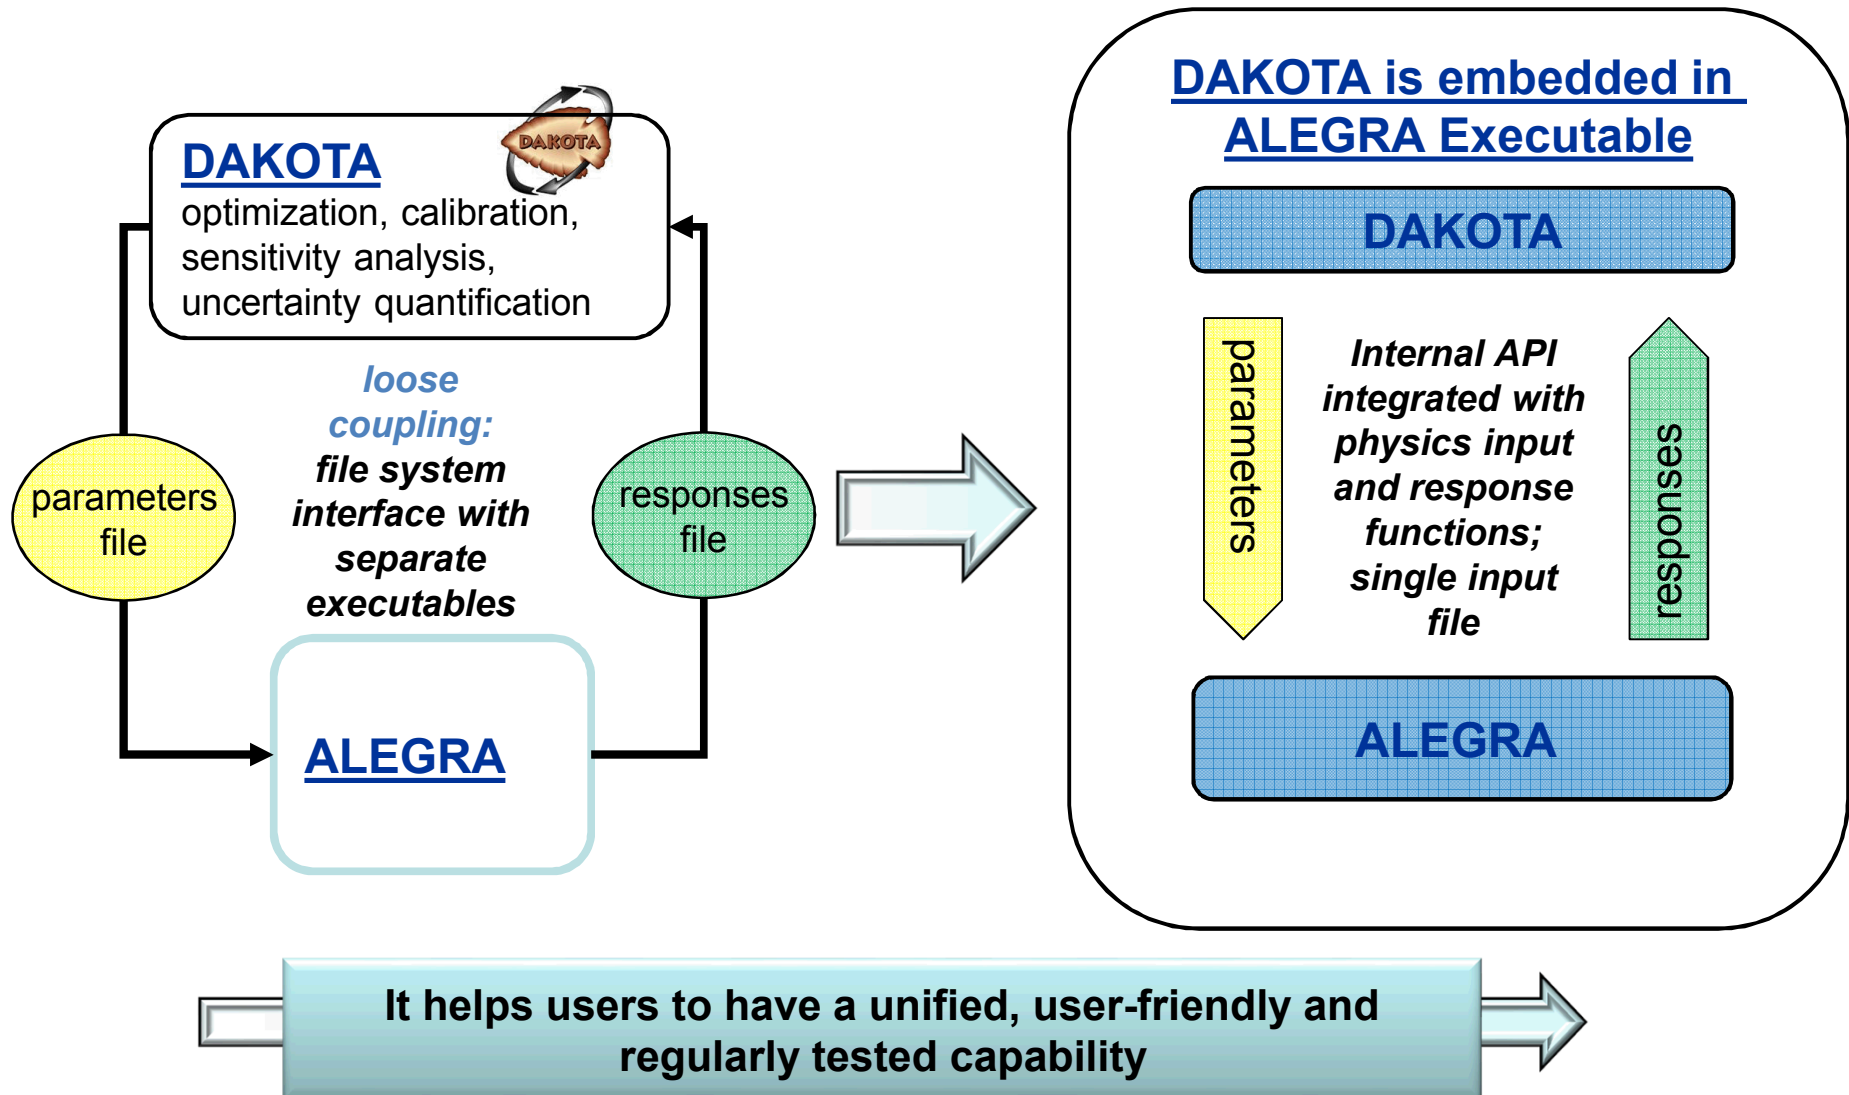 DAKOTA
DAKOTA
optimization, calibration,
sensitivity analysis,
uncertainty quantification
loose
coupling:
file system
interface with
separate
executables
parameters
file
responses
file
ALEGRA
DAKOTA is embedded in
ALEGRA Executable
DAKOTA
parameters
Internal API
integrated with
physics input
and response
functions;
single input
file
responses
ALEGRA
It helps users to have a unified, user-friendly and
regularly tested capability